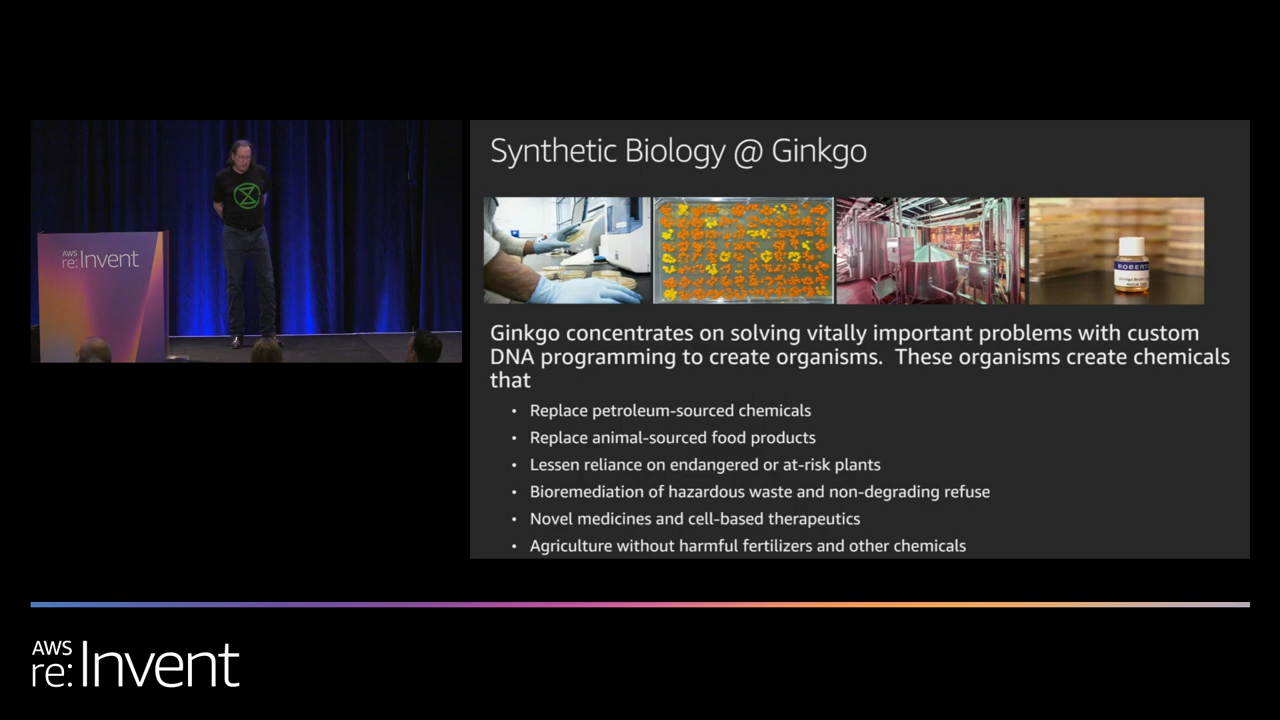 AWS
re:Invent
Synthetic Biology @ Ginkgo
ROBERT
Ginkgo concentrates on solving vitally important problems with custom
DNA programming to create organisms.  These organisms create chemicals
that
• Replace petroleum-sourced chemicals
• Replace animal-sourced food products
• Lessen reliance on endangered or at-risk plants
• Bioremediation of hazardous waste and non-degrading refuse
• Novel medicines and cell-based therapeutics
• Agriculture without harmful fertilizers and other chemicals
AWS
re:Invent